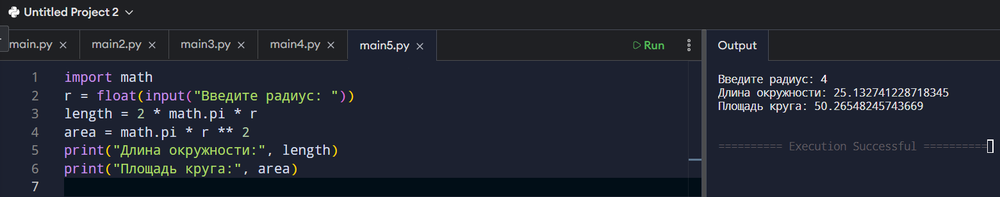 Untitled Project 2
main.py × main2.py × main3.py × main4.py × main5.py × Run Output
1 import math
2 r = float(input("Введите радиус: "))
3 length = 2 * math.pi * r
4 area = math.pi * r ** 2
5 print("Длина окружности:", length)
6 print("Площадь круга:", area)
7
Введите радиус: 4
Длина окружности: 25.132741228718345
Площадь круга: 50.26548245743669
========== Execution Successful ==========